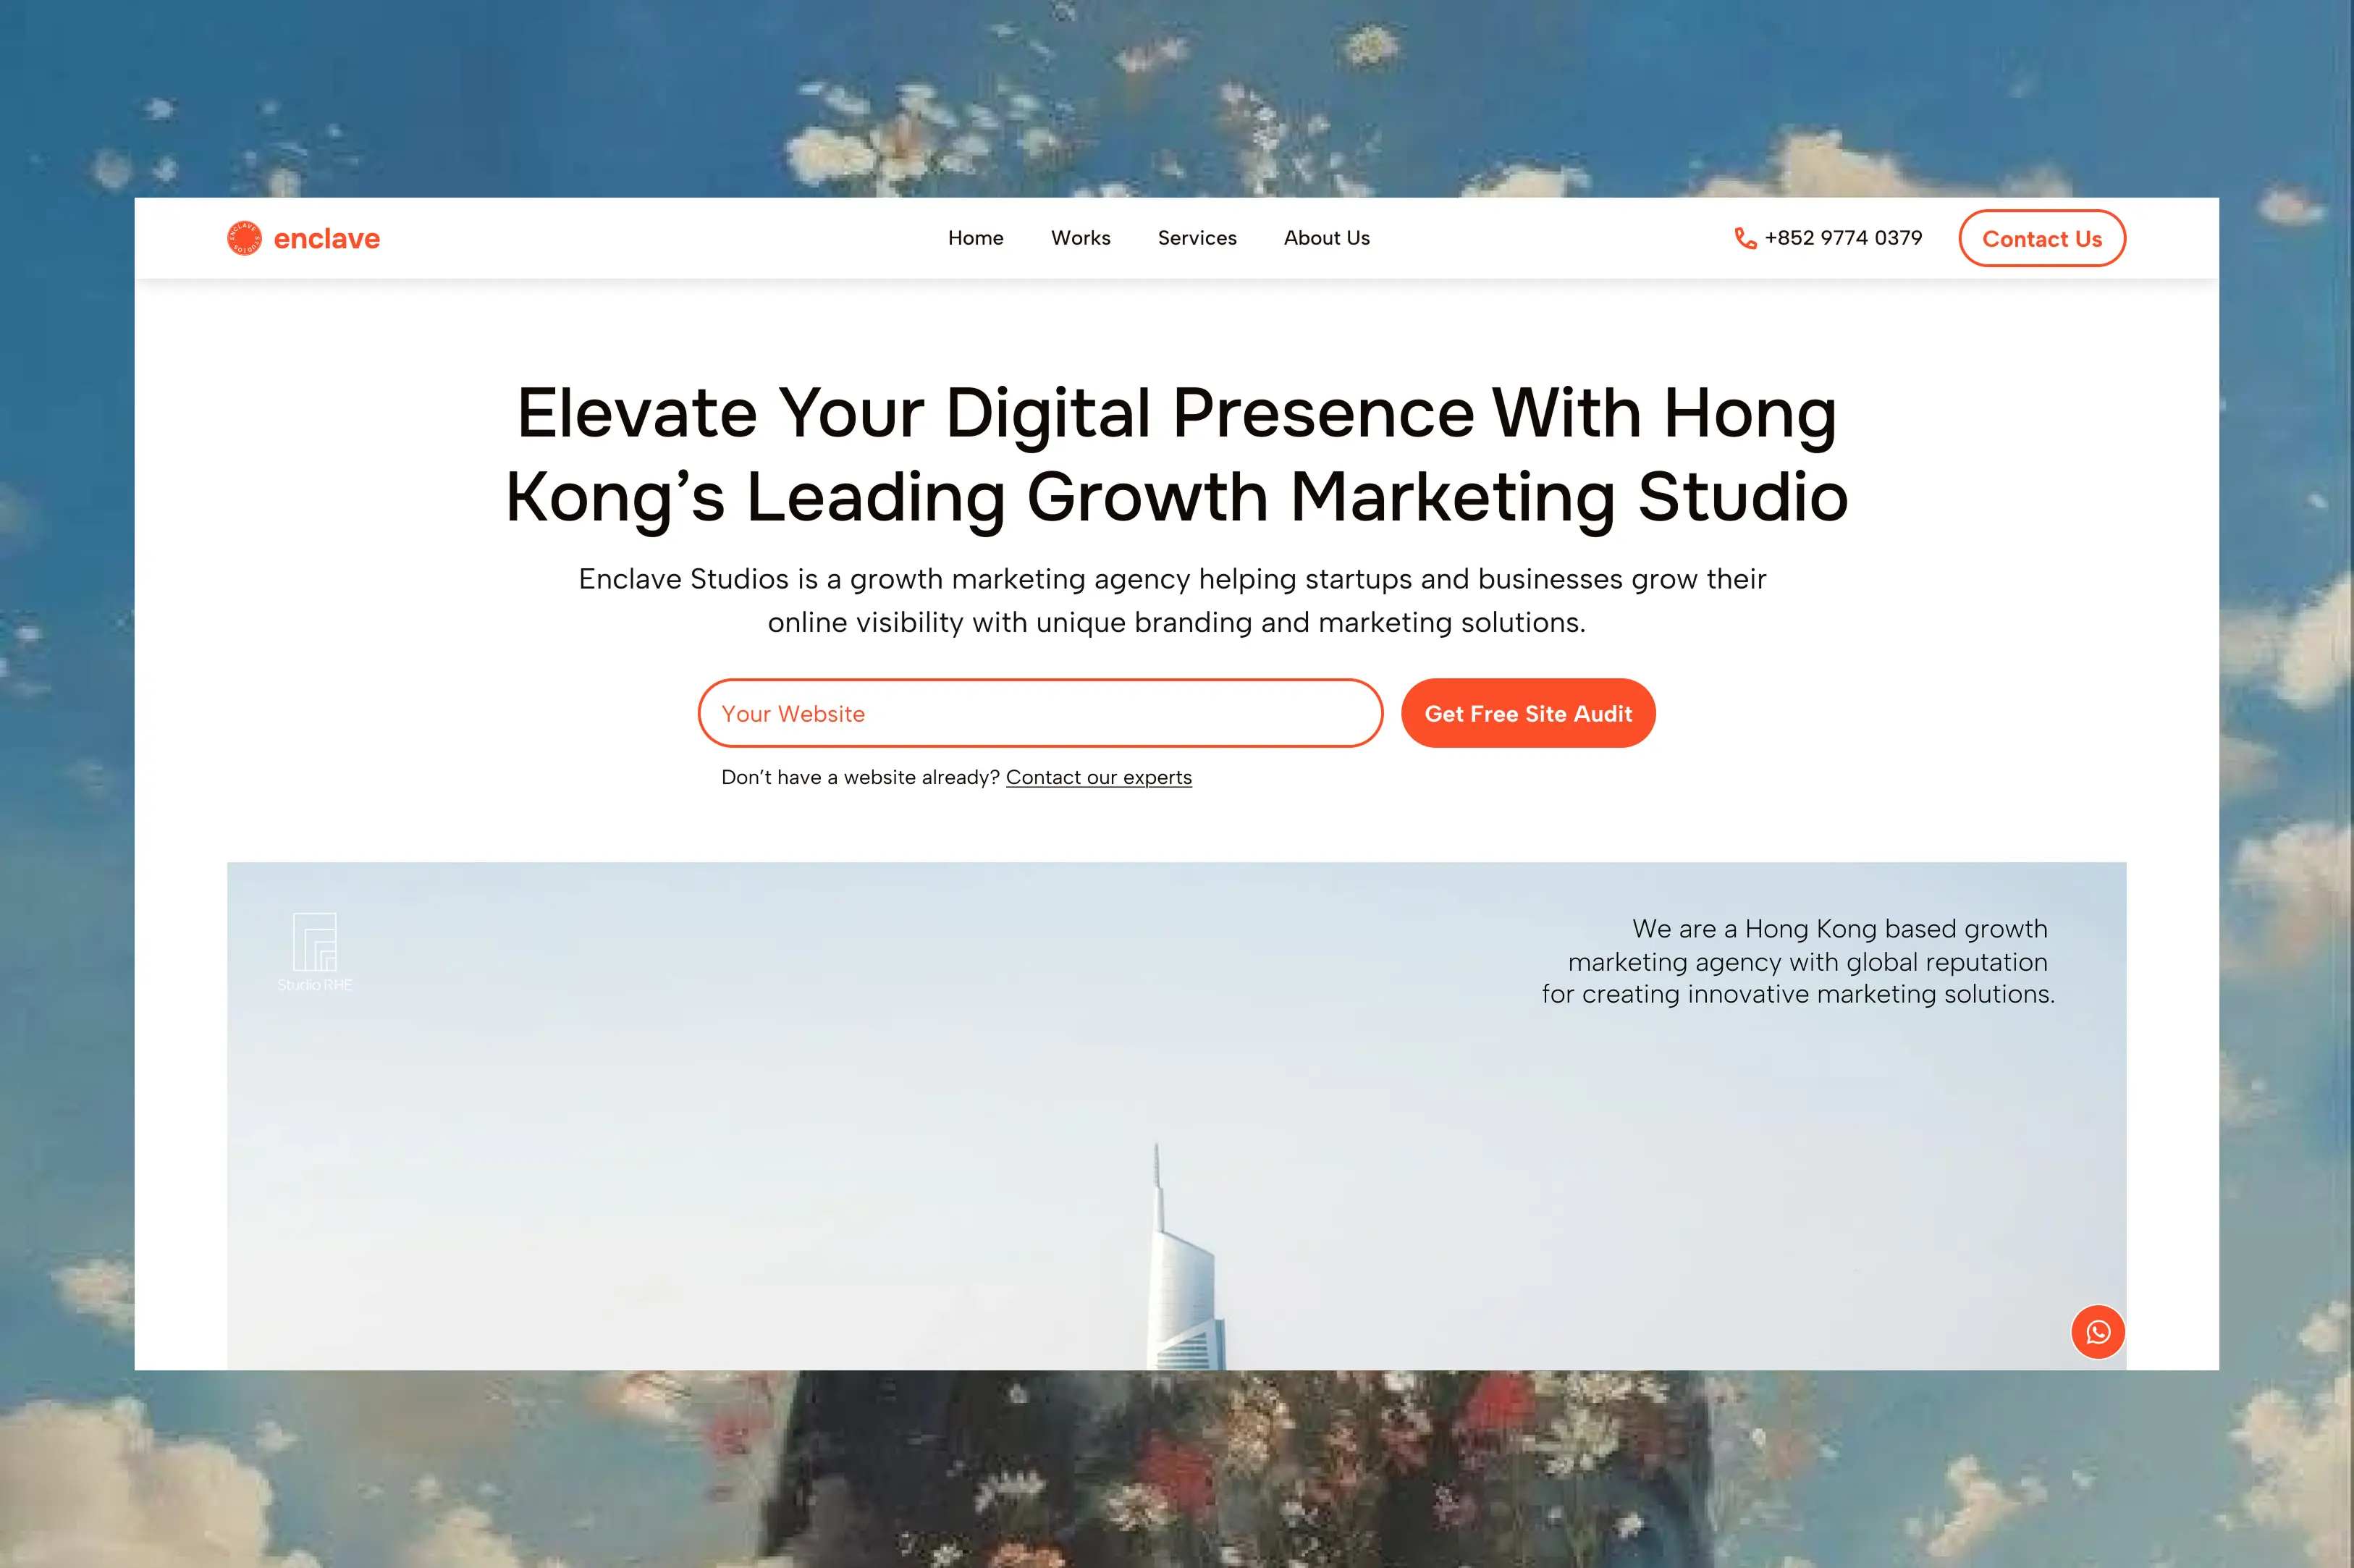 ENCLAVE STUDIOS
enclave
Home
Works
Services
About Us
+852 9774 0379
Contact Us
Elevate Your Digital Presence With Hong
Kong’s Leading Growth Marketing Studio
Enclave Studios is a growth marketing agency helping startups and businesses grow their
online visibility with unique branding and marketing solutions.
Your Website
Get Free Site Audit
Don’t have a website already? Contact our experts
Studio RHE
We are a Hong Kong based growth
marketing agency with global reputation
for creating innovative marketing solutions.